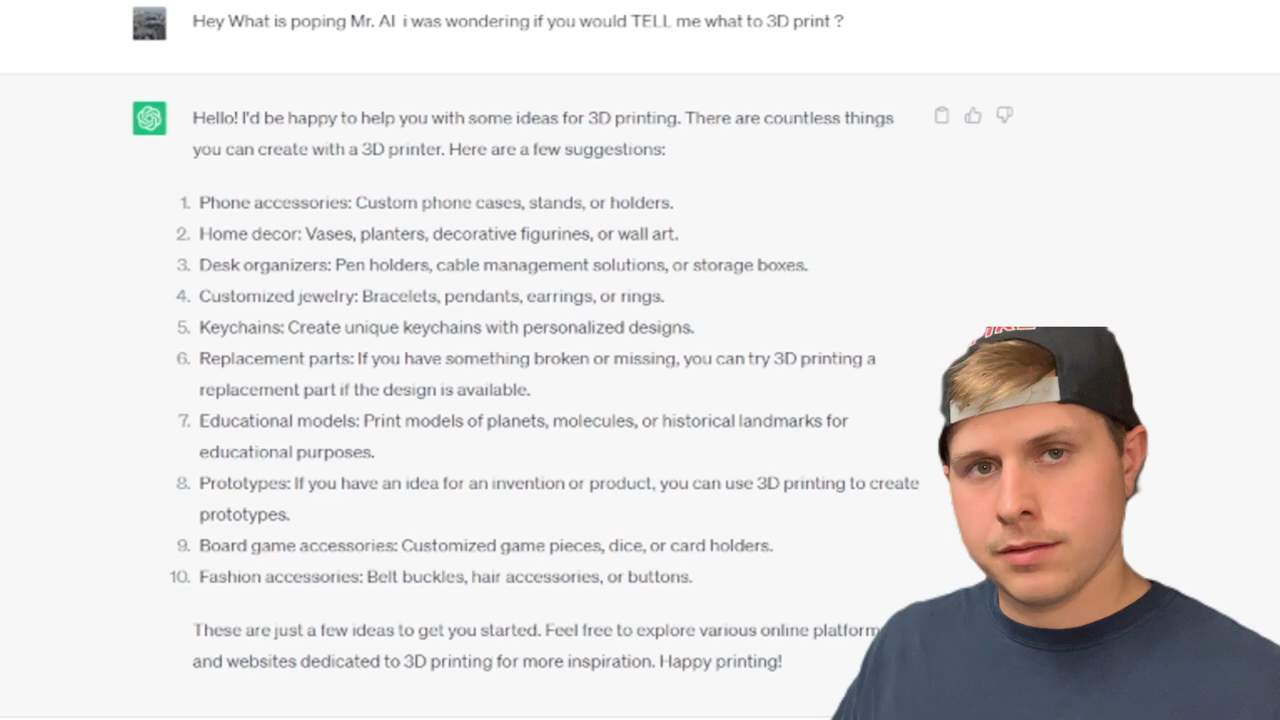 Hey What is poping Mr. AI i was wondering if you would TELL me what to 3D print ?
Hello! I'd be happy to help you with some ideas for 3D printing. There are countless things
you can create with a 3D printer. Here are a few suggestions:
1. Phone accessories: Custom phone cases, stands, or holders.
2. Home decor: Vases, planters, decorative figurines, or wall art.
3. Desk organizers: Pen holders, cable management solutions, or storage boxes.
4. Customized jewelry: Bracelets, pendants, earrings, or rings.
5. Keychains: Create unique keychains with personalized designs.
6. Replacement parts: If you have something broken or missing, you can try 3D printing a
replacement part if the design is available.
7. Educational models: Print models of planets, molecules, or historical landmarks for
educational purposes.
8. Prototypes: If you have an idea for an invention or product, you can use 3D printing to create
prototypes.
9. Board game accessories: Customized game pieces, dice, or card holders.
10. Fashion accessories: Belt buckles, hair accessories, or buttons.
These are just a few ideas to get you started. Feel free to explore various online platform
and websites dedicated to 3D printing for more inspiration. Happy printing!